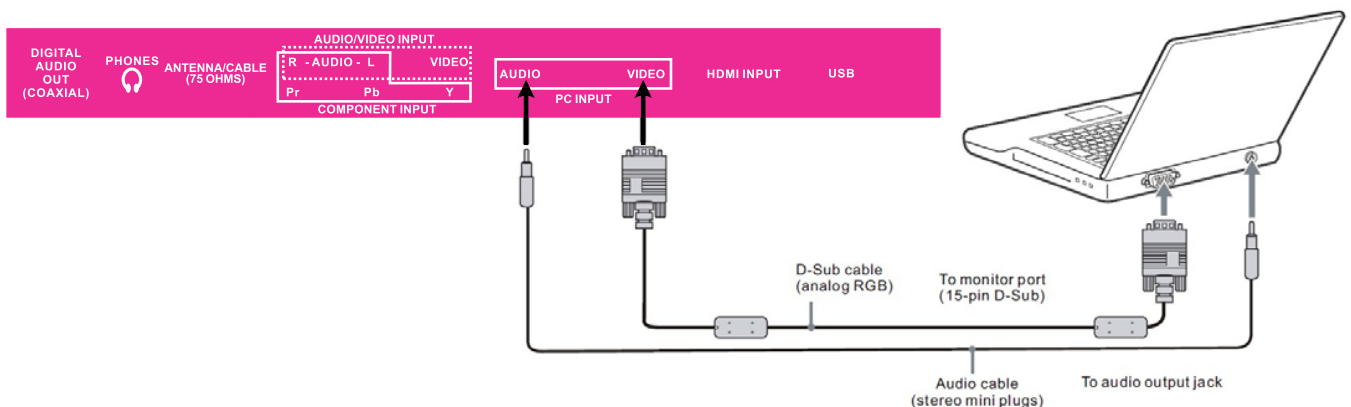 DIGITAL
AUDIO
OUT
(COAXIAL)
PHONES
ANTENNA/CABLE
(75 OHMS)
AUDIO/VIDEO INPUT
R - AUDIO - L VIDEO
Pr Pb Y
COMPONENT INPUT
AUDIO VIDEO
PC INPUT
HDMI INPUT
USB
D-Sub cable
(analog RGB)
To monitor port
(15-pin D-Sub)
Audio cable
(stereo mini plugs)
To audio output jack